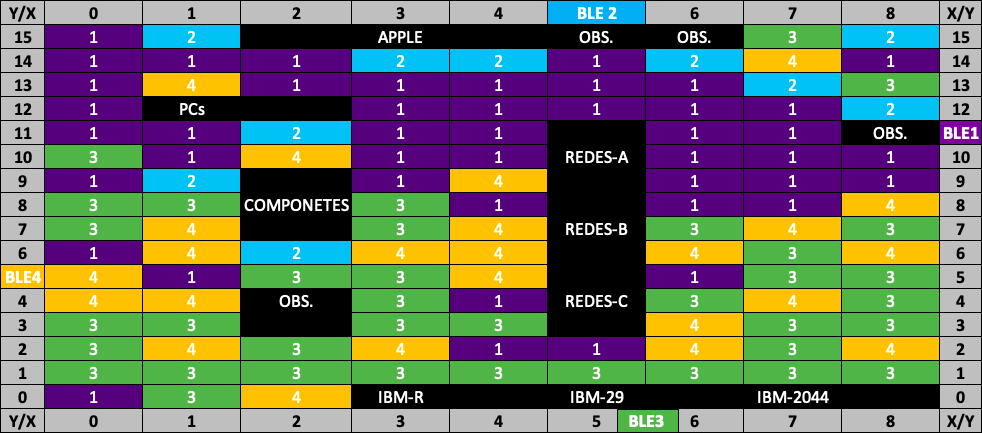 Y/X 0 1 2 3 4 BLE 2 6 7 8 X/Y
15 1 2 APPLE OBS. OBS. 3 2 15
14 1 1 1 2 2 1 2 4 1 14
13 1 4 1 1 1 1 1 2 3 13
12 1 PCs 1 1 1 1 1 2 12
11 1 1 2 1 1 1 1 OBS. BLE1
10 3 1 4 1 1 REDES-A 1 1 1 10
9 1 2 1 4 1 1 1 9
8 3 3 COMPONETES 3 1 1 1 4 8
7 3 4 3 4 REDES-B 3 4 3 7
6 1 4 2 4 4 4 3 4 6
BLE4 4 1 3 3 4 1 3 3 5
4 4 4 OBS. 3 1 REDES-C 3 4 3 4
3 3 3 3 3 4 3 3 3
2 3 4 3 4 1 1 4 3 4 2
1 3 3 3 3 3 3 3 3 3 1
0 1 3 4 IBM-R IBM-29 IBM-2044 0
Y/X 0 1 2 3 4 5 BLE3 6 7 8 X/Y